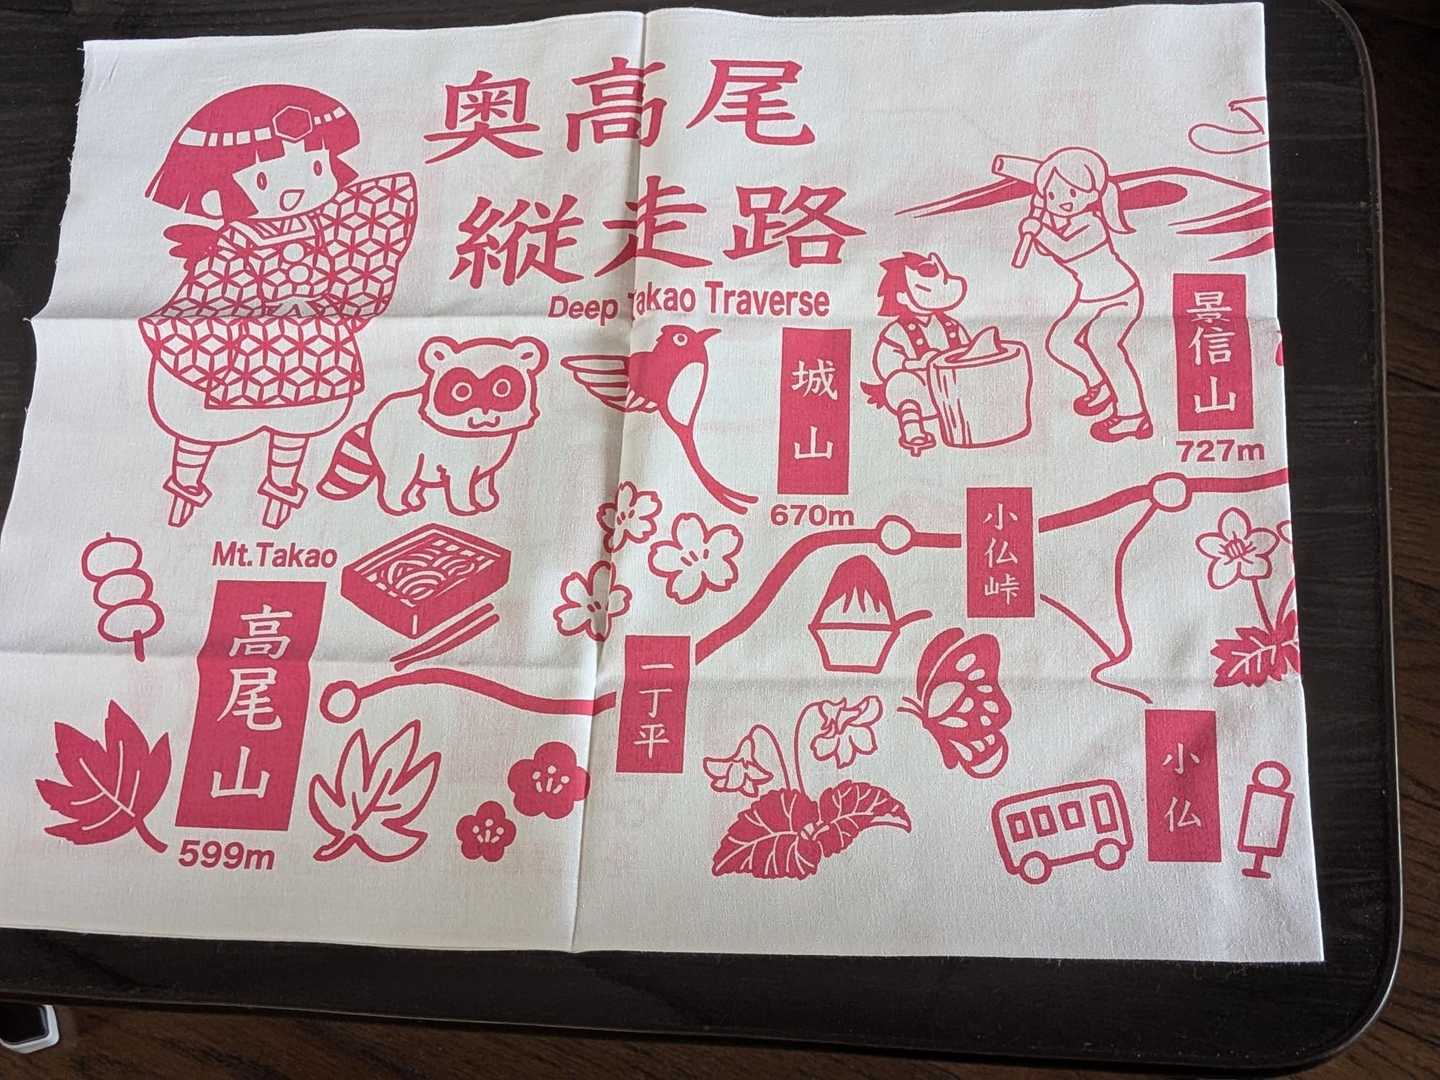 奥高尾
縦走路
Deep Takao Traverse
城山
670m
景信山
727m
小仏峠
Mt.Takao
高尾山
599m
一丁平
小仏